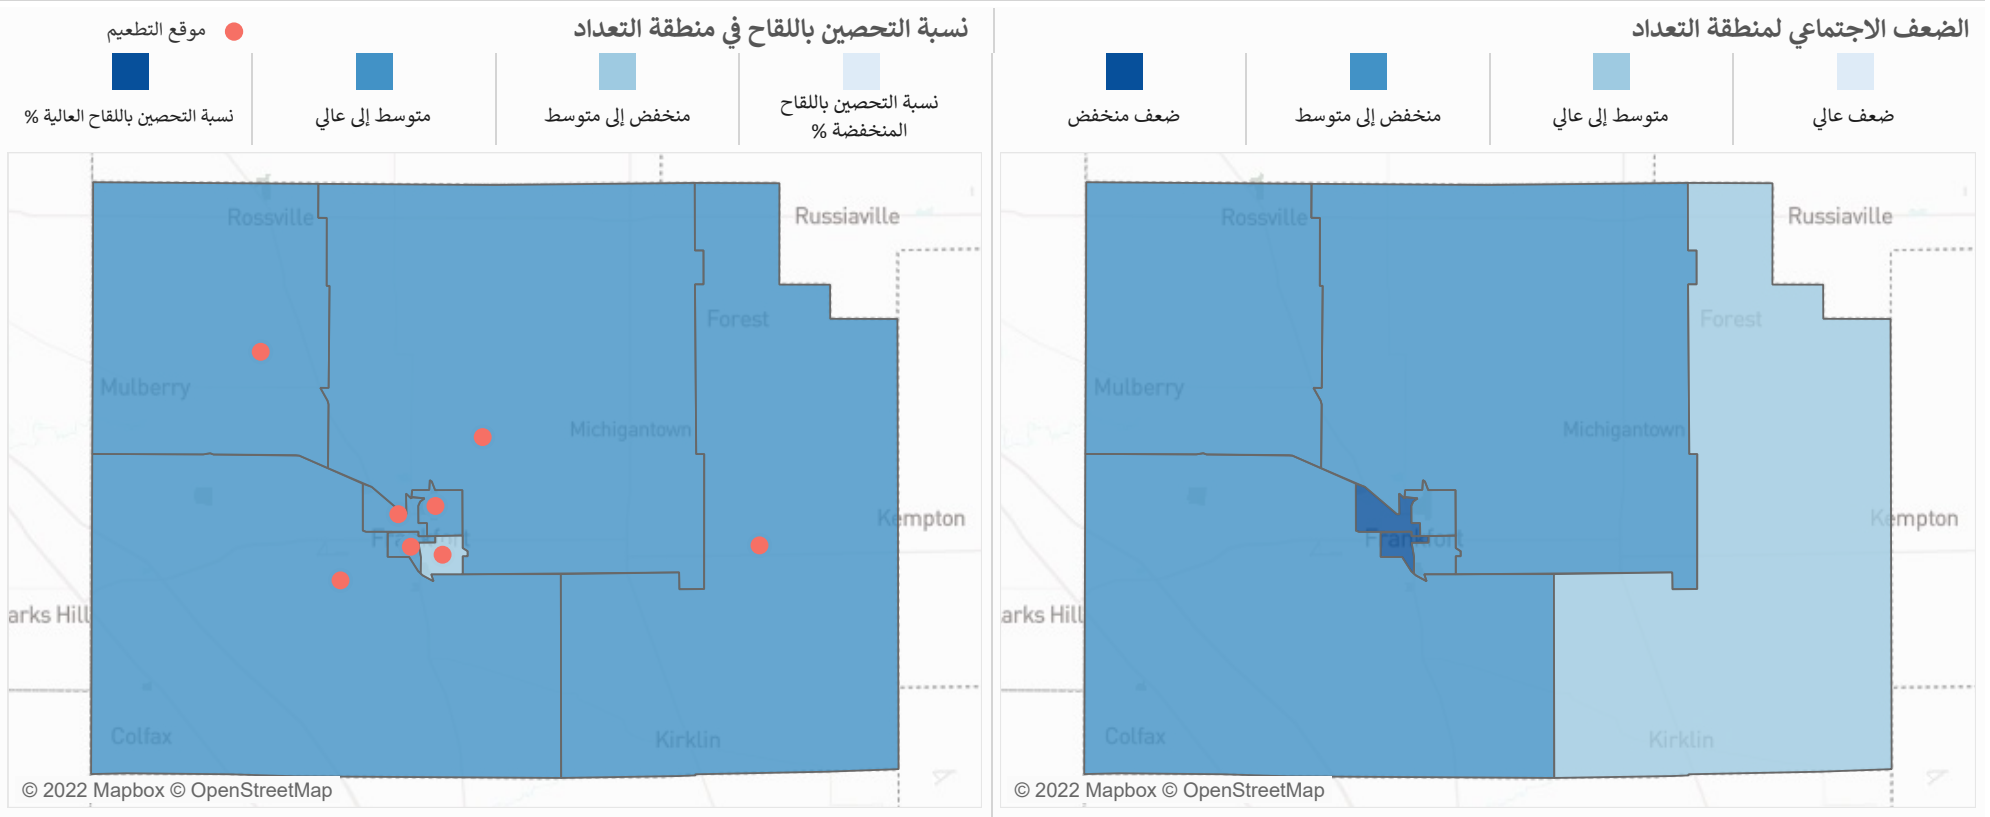 الضعف الاجتماعي لمنطقة التعداد
ضعف عالي
متوسط إلى عالي
منخفض إلى متوسط
ضعف منخفض
Rossville
Russiaville
Forest
Mulberry
Michigantown
Kempton
Frankfort
arks Hill
Colfax
Kirklin
© 2022 Mapbox © OpenStreetMap
نسبة التحصين باللقاح في منطقة التعداد
موقع التطعيم
نسبة التحصين باللقاح
المنخفضة %
منخفض إلى متوسط
متوسط إلى عالي
نسبة التحصين باللقاح العالية %
Rossville
Russiaville
Forest
Mulberry
Michigantown
Kempton
Frankfort
arks Hill
Colfax
Kirklin
© 2022 Mapbox © OpenStreetMap